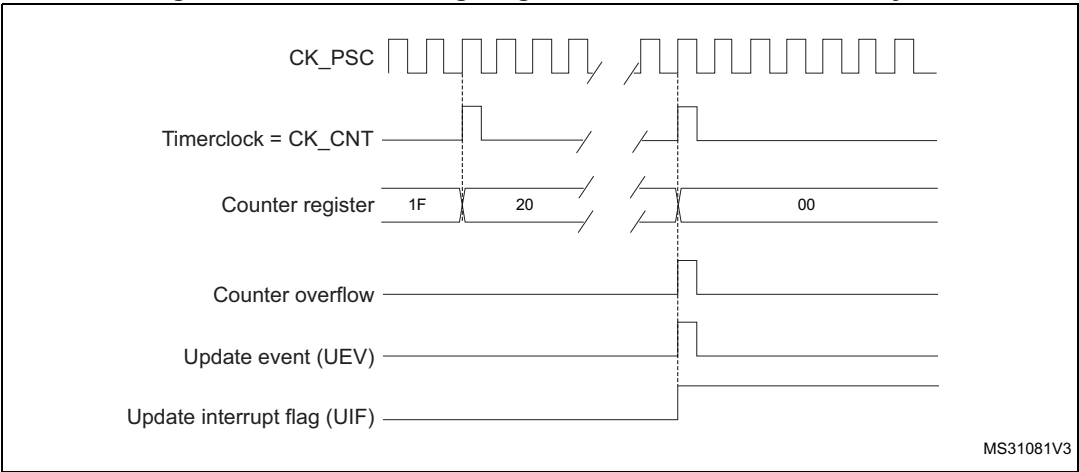 CK_PSC
Timerclock = CK_CNT
Counter register 1F 20 00
Counter overflow
Update event (UEV)
Update interrupt flag (UIF)
MS31081V3